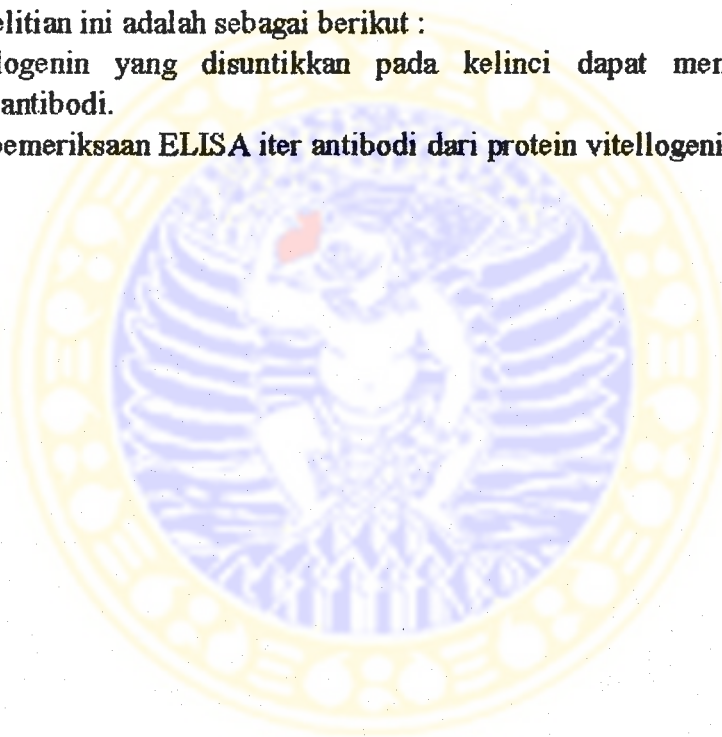 elitian ini adalah sebagai berikut :
logenin yang disuntikkan pada kelinci dapat mer
antibodi.
pemeriksaan ELISA iter antibodi dari protein vitellogeni